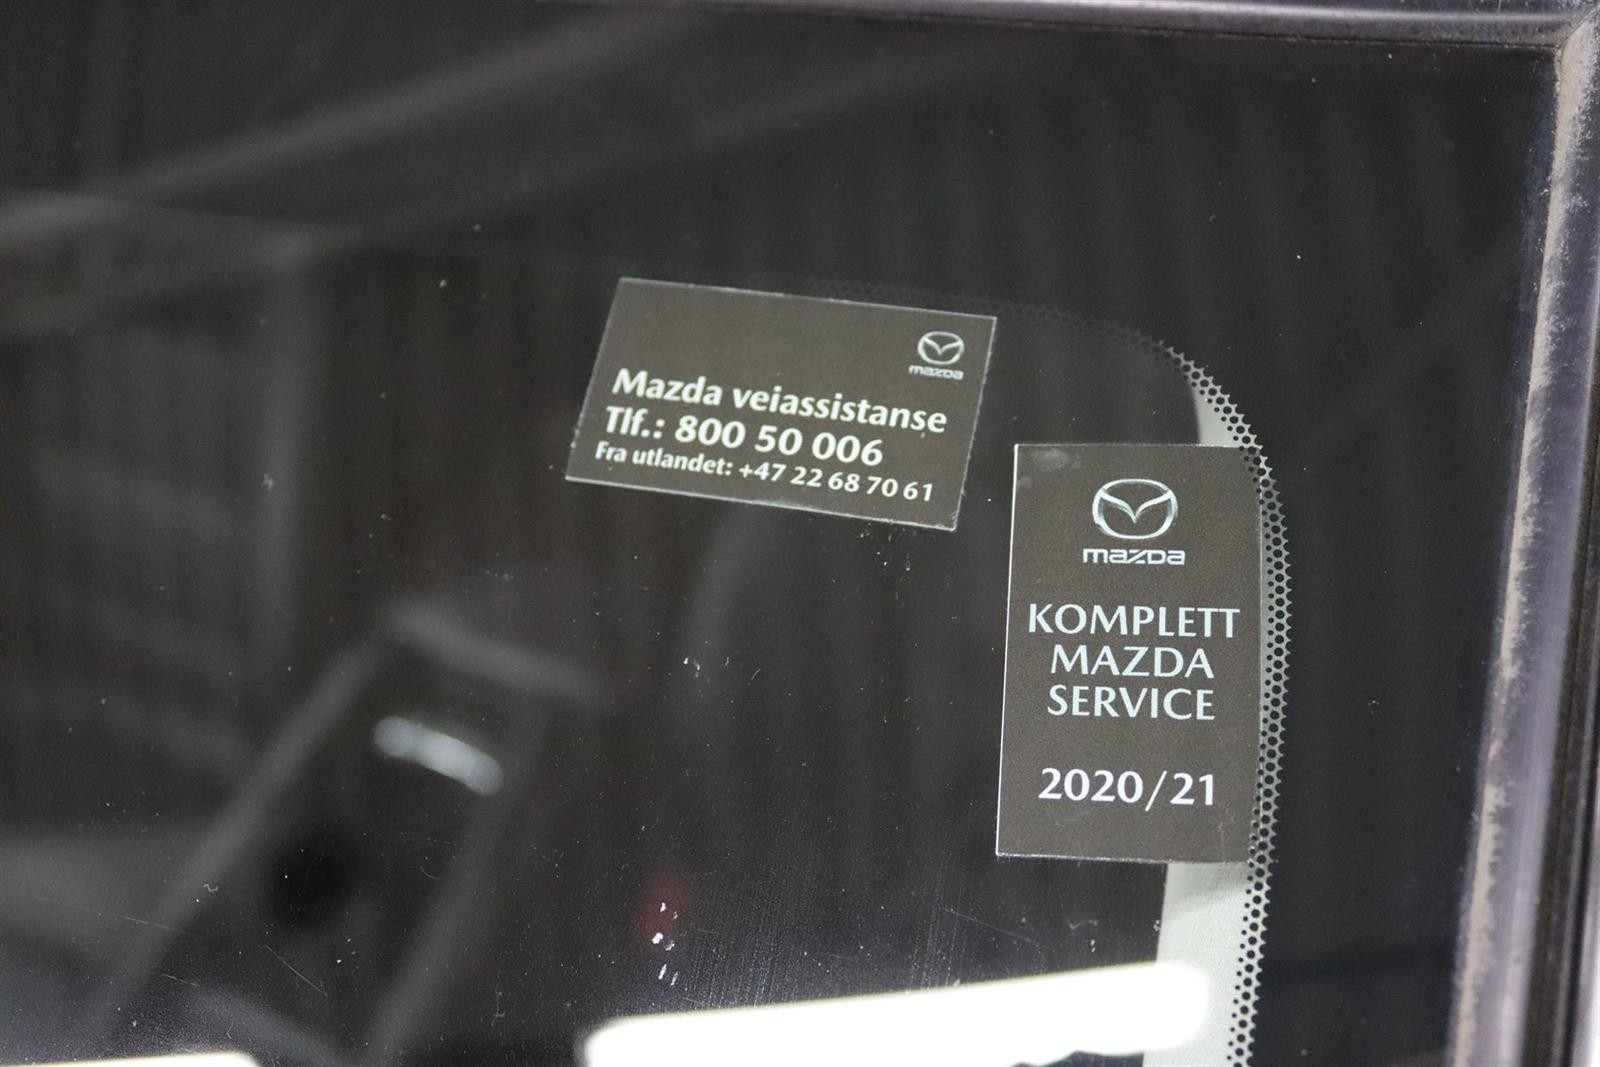 mazda
Mazda veiassistanse
Tlf.: 800 50 006
Fra utlandet: +47 22 68 70 61
mazda
KOMPLETT
MAZDA
SERVICE
2020/21